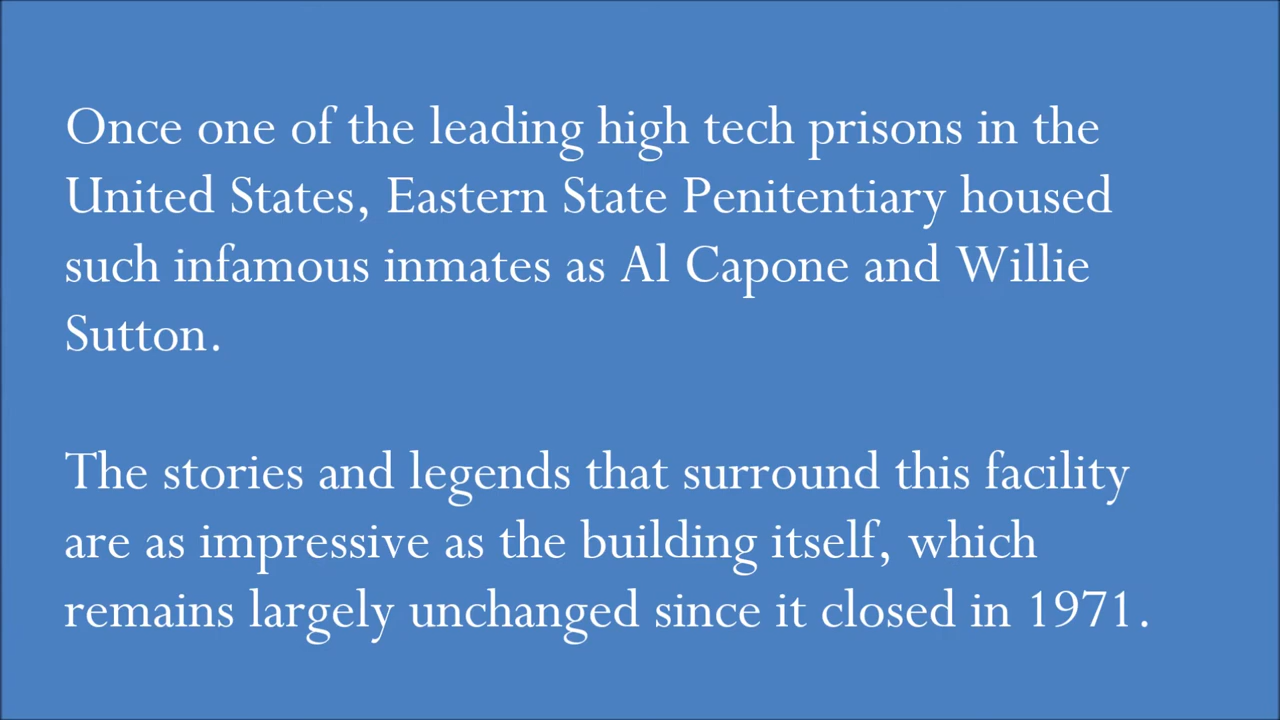 Once one of the leading high tech prisons in the
United States, Eastern State Penitentiary housed
such infamous inmates as Al Capone and Willie
Sutton.
The stories and legends that surround this facility
are as impressive as the building itself, which
remains largely unchanged since it closed in 1971.